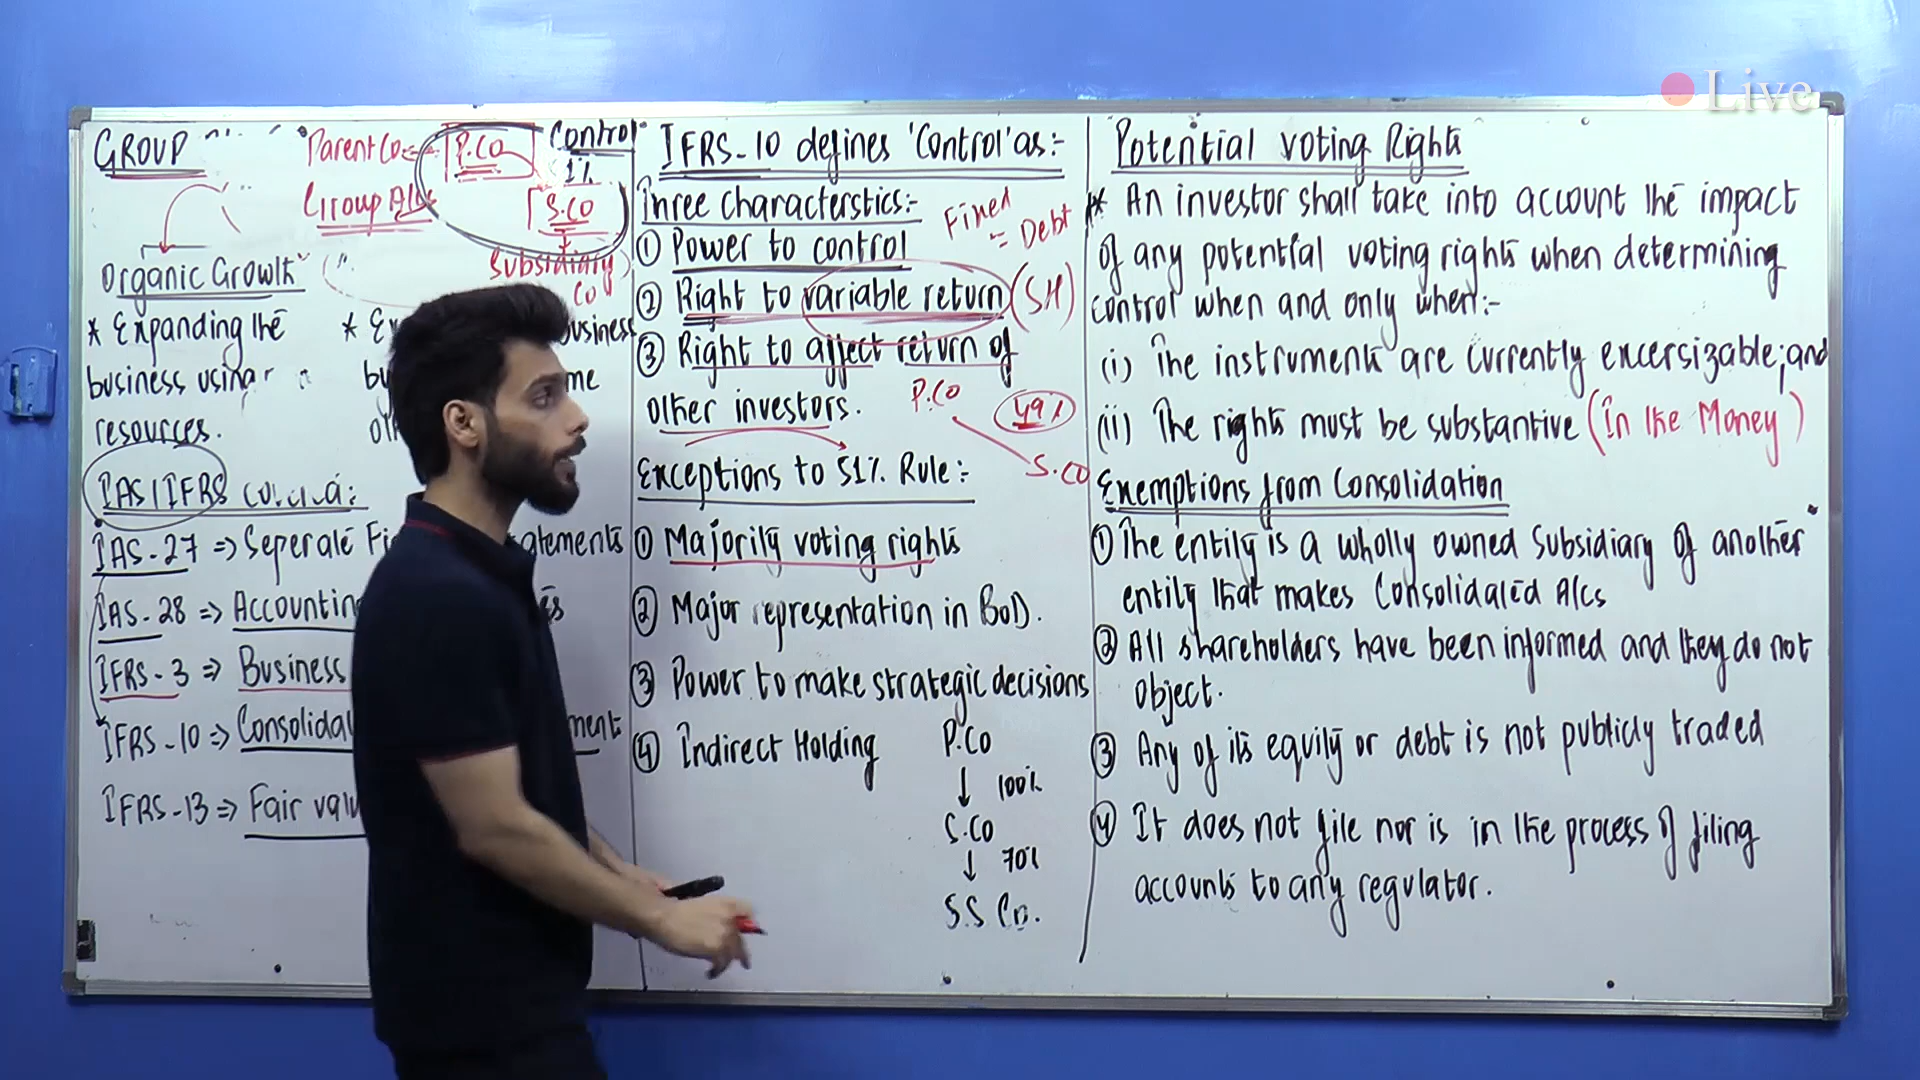 Live
GROUP
Parent Co
P.CO
Control
51%
Group A/Cs
S.CO
Subsidiary
Co
Organic Growth
* Expanding the
business using
resources.
business
IAS/IFRS
IAS-27 => Seperate
IAS-28 => Accounting
IFRS-3 => Business
IFRS-10 =>
IFRS-13 => Fair
IFRS-10 defines 'Control' as:-
Three Characterstics:-
① Power to control
② Right to variable return (SH)
Fixed
= Debt
③ Right to affect return of
other investors.
P.CO
49%
S.CO
Exceptions to 51% Rule:-
① Majority voting rights
② Major representation in BoD.
③ Power to make strategic decisions
④ Indirect Holding
P.CO
↓ 100%
S.CO
↓ 70%
S.S Co.
Potential Voting Rights
* An investor shall take into account the impact
of any potential voting rights when determining
control when and only when:-
(i) The instruments are currently excersizable; and
(ii) The rights must be substantive (In the Money)
Exemptions from Consolidation
① The entity is a wholly owned Subsidiary of another
entity that makes Consolidated A/cs
② All shareholders have been informed and they do not
object.
③ Any of its equity or debt is not publicly traded
④ It does not file nor is in the process of filing
accounts to any regulator.